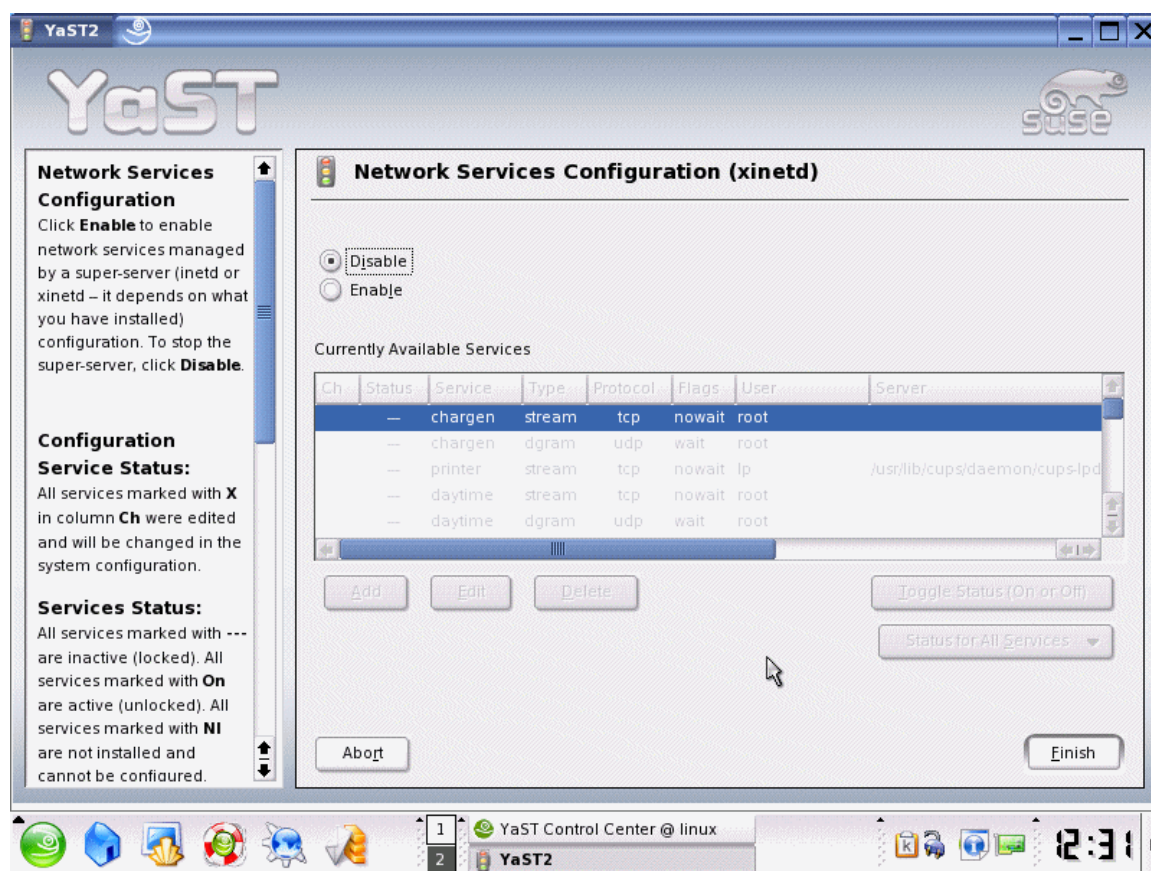 YaST2
YaST
SUSE
Network Services
Configuration
Click Enable to enable
network services managed
by a super-server (inetd or
xinetd – it depends on what
you have installed)
configuration. To stop the
super-server, click Disable.
Configuration
Service Status:
All services marked with X
in column Ch were edited
and will be changed in the
system configuration.
Services Status:
All services marked with ---
are inactive (locked). All
services marked with On
are active (unlocked). All
services marked with NI
are not installed and
cannot be configured.
Network Services Configuration (xinetd)
Disable
Enable
Currently Available Services
Ch Status Service Type Protocol Flags User Server
--- chargen stream tcp nowait root
--- chargen dgram udp wait root
--- printer stream tcp nowait lp /usr/lib/cups/daemon/cups-lpd
--- daytime stream tcp nowait root
--- daytime dgram udp wait root
Add Edit Delete Toggle Status (On or Off)
Status for All Services
Abort Finish
1 YaST Control Center @ linux
2 YaST2
12:31